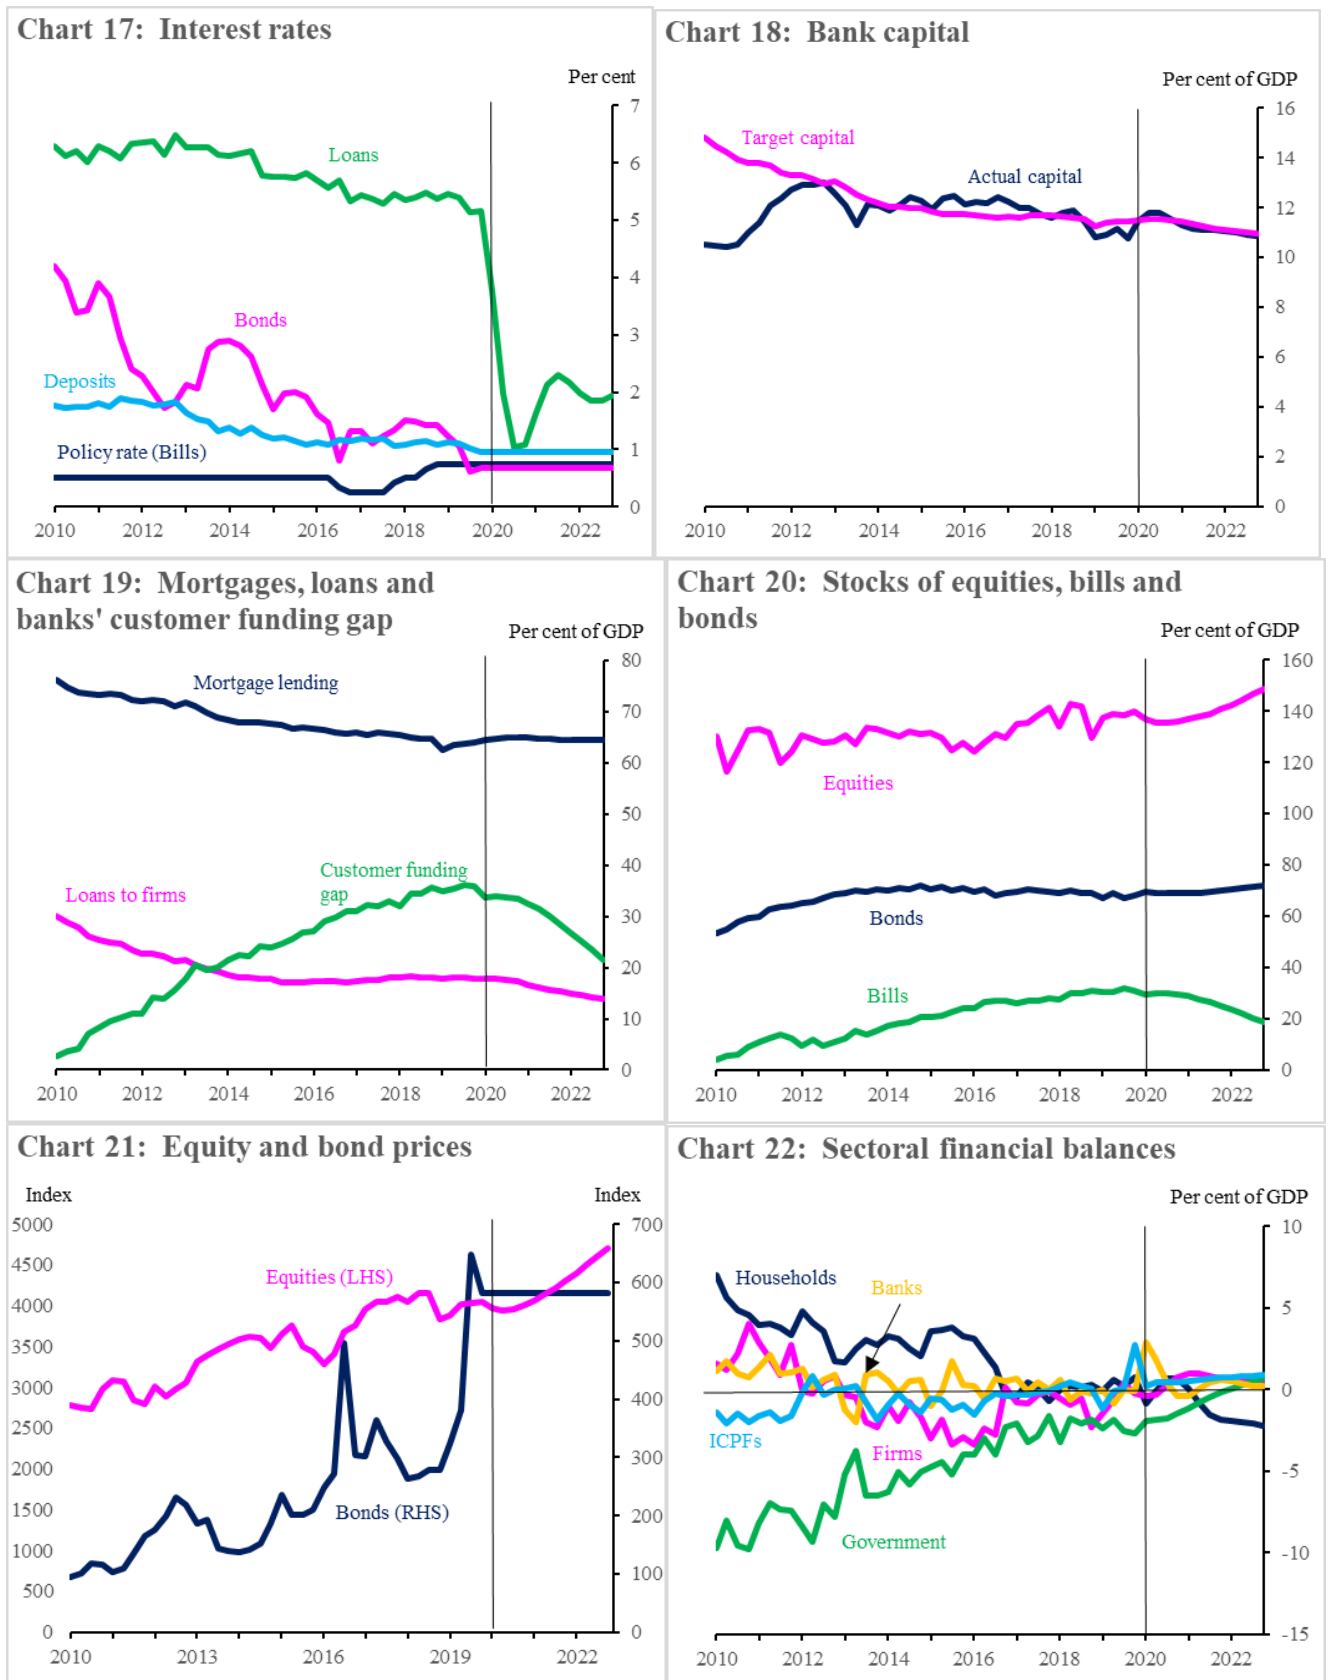 Chart 17: Interest rates
Per cent
7
6
5
4
3
2
1
0
Loans
Bonds
Deposits
Policy rate (Bills)
2010 2012 2014 2016 2018 2020 2022
Chart 18: Bank capital
Per cent of GDP
16
14
12
10
8
6
4
2
0
Target capital
Actual capital
2010 2012 2014 2016 2018 2020 2022
Chart 19: Mortgages, loans and
banks' customer funding gap
Per cent of GDP
80
70
60
50
40
30
20
10
0
Mortgage lending
Customer funding
gap
Loans to firms
2010 2012 2014 2016 2018 2020 2022
Chart 20: Stocks of equities, bills and
bonds
Per cent of GDP
160
140
120
100
80
60
40
20
0
Equities
Bonds
Bills
2010 2012 2014 2016 2018 2020 2022
Chart 21: Equity and bond prices
Index
Index
5000
4500
4000
3500
3000
2500
2000
1500
1000
500
0
700
600
500
400
300
200
100
0
Equities (LHS)
Bonds (RHS)
2010 2013 2016 2019 2022
Chart 22: Sectoral financial balances
Per cent of GDP
10
5
0
-5
-10
-15
Households
Banks
ICPFs
Firms
Government
2010 2012 2014 2016 2018 2020 2022